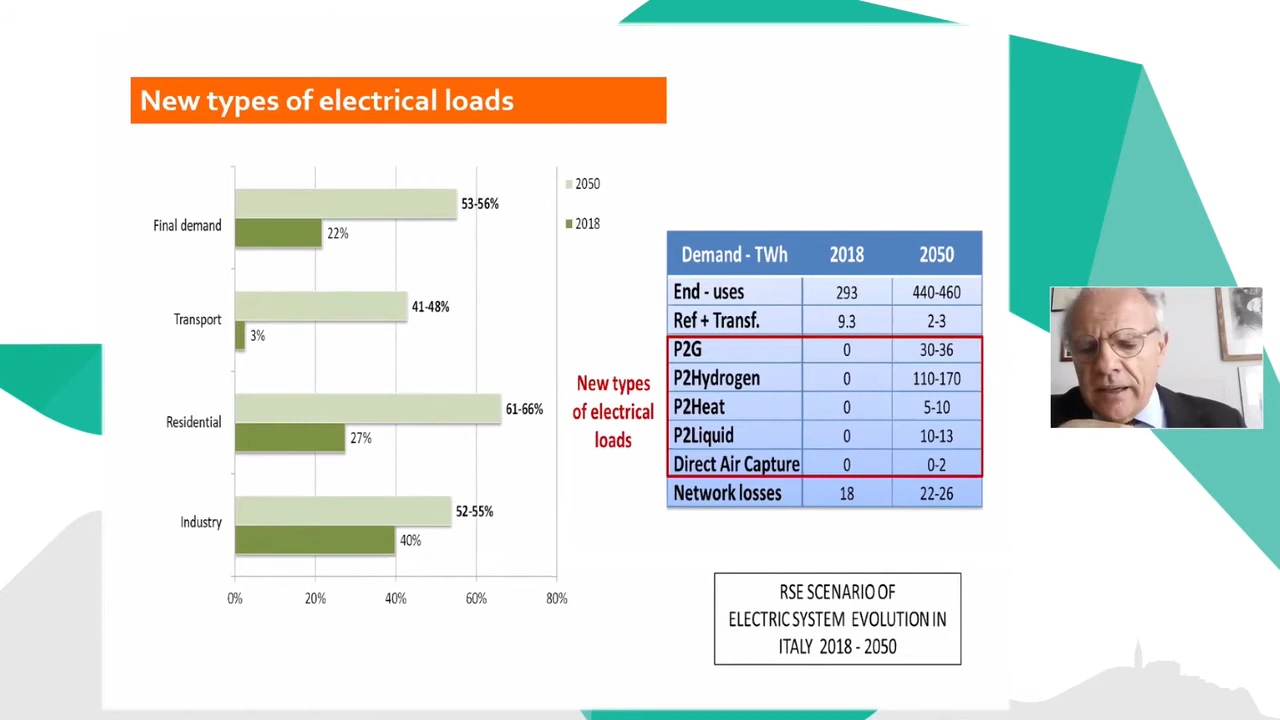 New types of electrical loads
2050
2018
Final demand
53-56%
22%
Transport
41-48%
3%
Residential
61-66%
27%
Industry
52-55%
40%
0%
20%
40%
60%
80%
New types
of electrical
loads
Demand - TWh 2018 2050
End - uses 293 440-460
Ref + Transf. 9.3 2-3
P2G 0 30-36
P2Hydrogen 0 110-170
P2Heat 0 5-10
P2Liquid 0 10-13
Direct Air Capture 0 0-2
Network losses 18 22-26
RSE SCENARIO OF
ELECTRIC SYSTEM EVOLUTION IN
ITALY 2018 - 2050